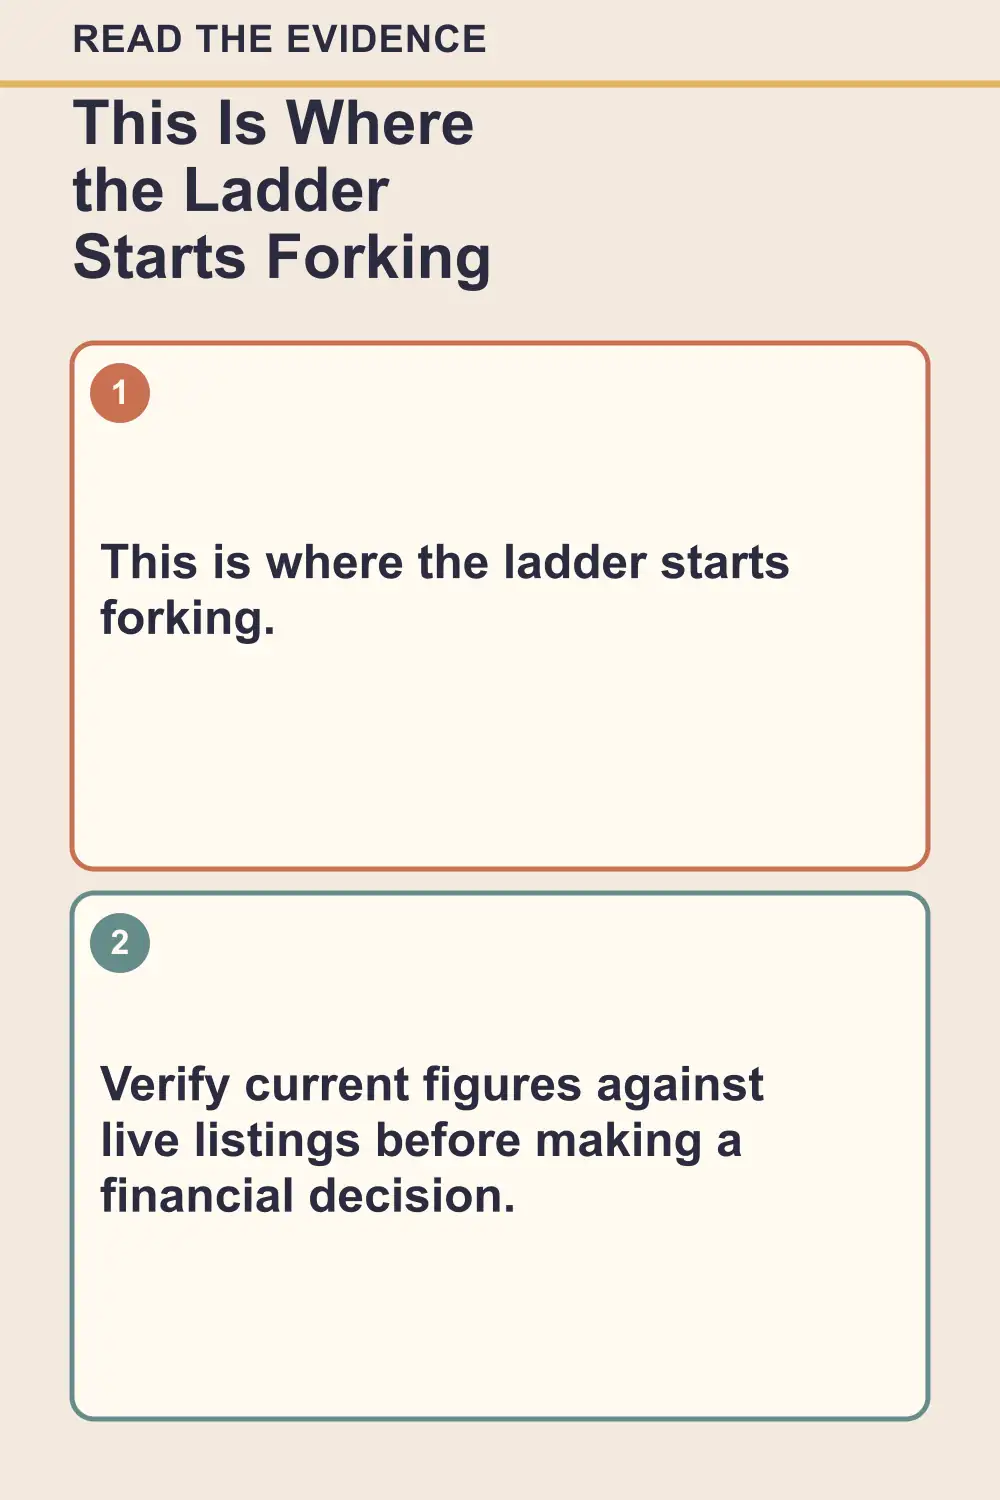 READ THE EVIDENCE
This Is Where
the Ladder
Starts Forking
1
This is where the ladder starts
forking.
2
Verify current figures against
live listings before making a
financial decision.